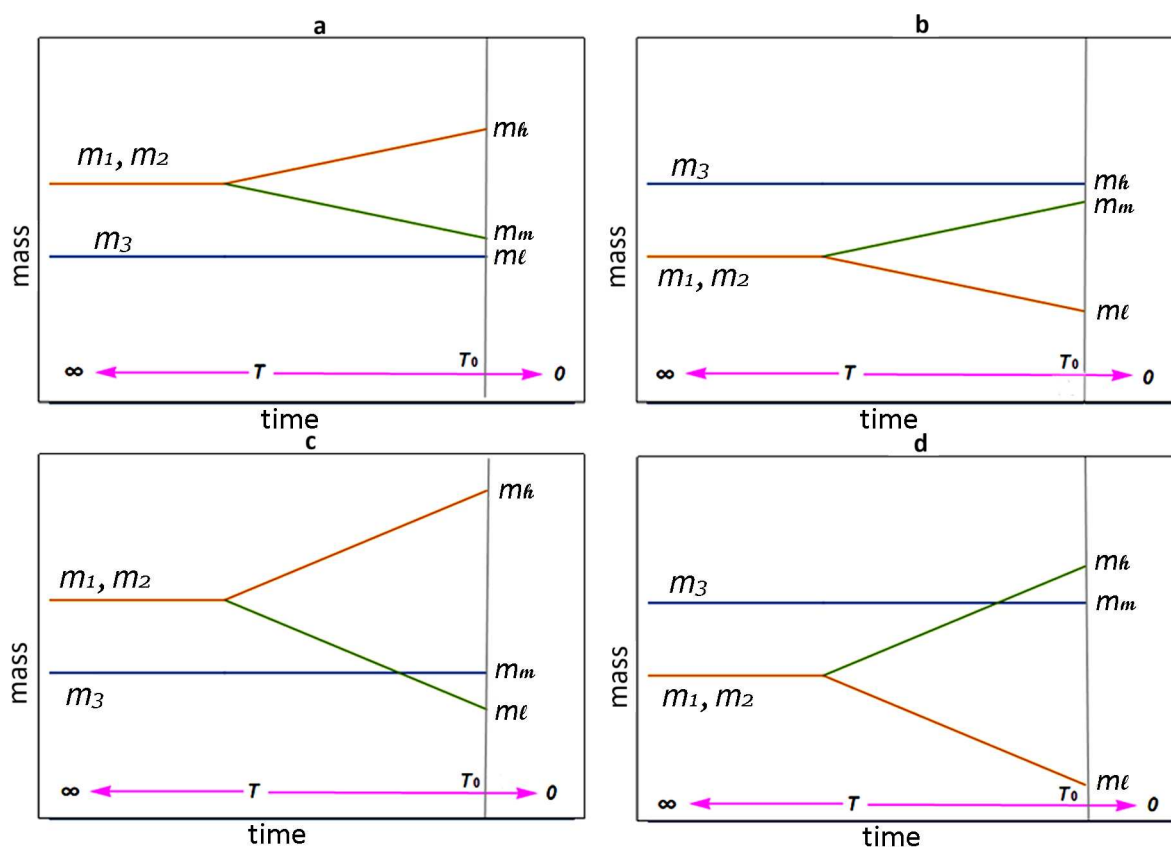 a
mass
m1, m2
m3
mh
mm
mℓ
∞ T T0 0
time
b
mass
m3
m1, m2
mh
mm
mℓ
∞ T T0 0
time
c
mass
m1, m2
m3
mh
mm
mℓ
∞ T T0 0
time
d
mass
m3
m1, m2
mh
mm
mℓ
∞ T T0 0
time